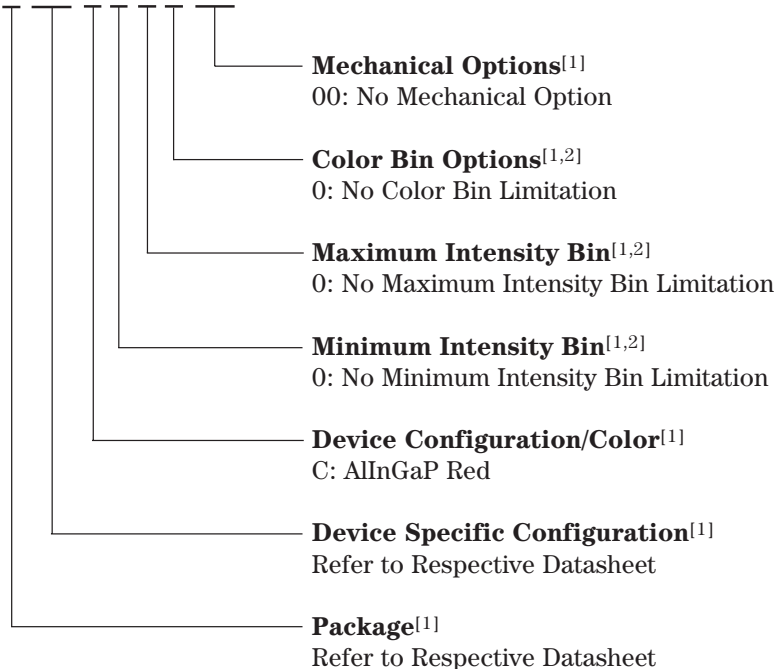 Mechanical Options[1]
00: No Mechanical Option
Color Bin Options[1,2]
0: No Color Bin Limitation
Maximum Intensity Bin[1,2]
0: No Maximum Intensity Bin Limitation
Minimum Intensity Bin[1,2]
0: No Minimum Intensity Bin Limitation
Device Configuration/Color[1]
C: AlInGaP Red
Device Specific Configuration[1]
Refer to Respective Datasheet
Package[1]
Refer to Respective Datasheet